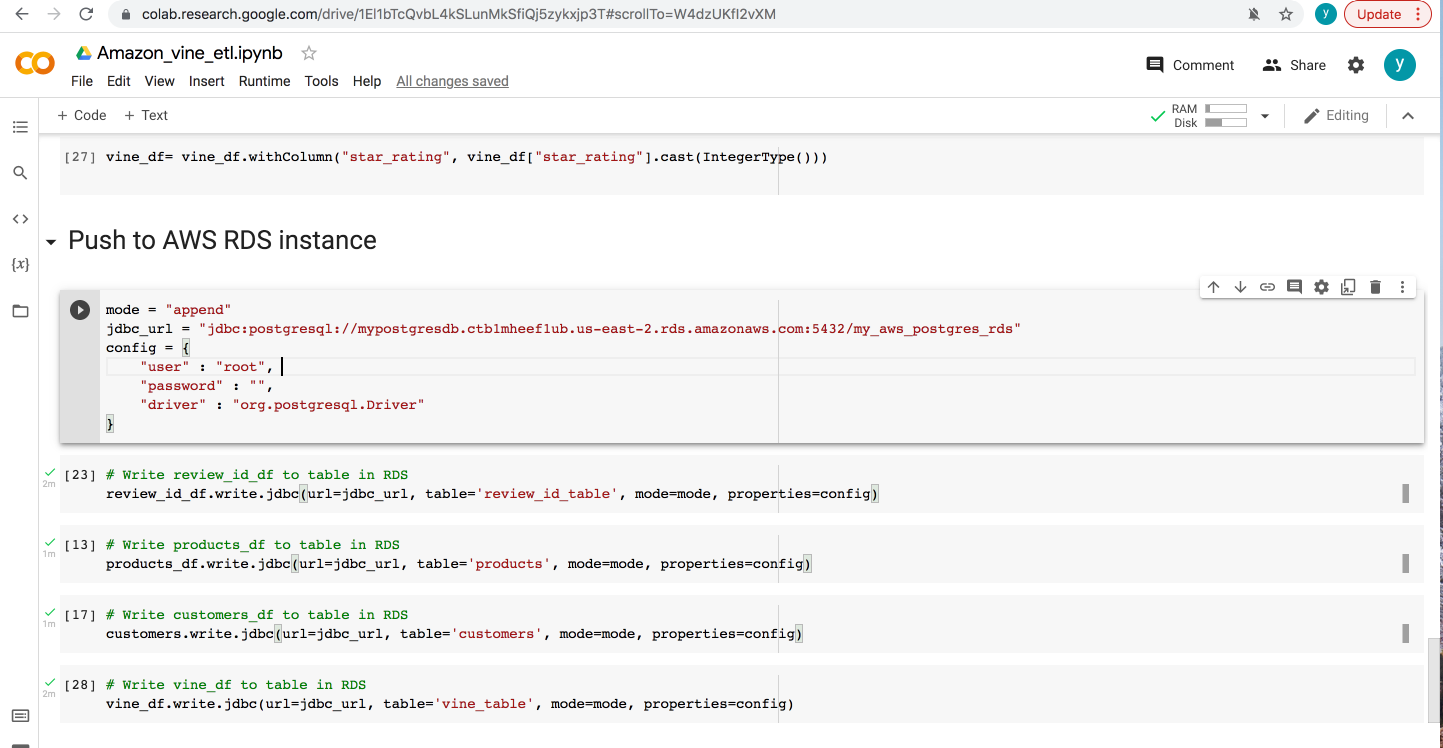 colab.research.google.com/drive/1El1bTcQvbL4kSLunMkSfiQj5zykxjp3T#scrollTo=W4dzUKfI2vXM
y
Update
Amazon_vine_etl.ipynb
File Edit View Insert Runtime Tools Help All changes saved
Comment
Share
y
+ Code + Text
RAM
Disk
Editing
[27] vine_df= vine_df.withColumn("star_rating", vine_df["star_rating"].cast(IntegerType()))
Push to AWS RDS instance
mode = "append"
jdbc_url = "jdbc:postgresql://mypostgresdb.ctb1mheef1ub.us-east-2.rds.amazonaws.com:5432/my_aws_postgres_rds"
config = {
"user" : "root",
"password" : "",
"driver" : "org.postgresql.Driver"
}
[23] # Write review_id_df to table in RDS
2m
review_id_df.write.jdbc(url=jdbc_url, table='review_id_table', mode=mode, properties=config)
[13] # Write products_df to table in RDS
1m
products_df.write.jdbc(url=jdbc_url, table='products', mode=mode, properties=config)
[17] # Write customers_df to table in RDS
1m
customers.write.jdbc(url=jdbc_url, table='customers', mode=mode, properties=config)
[28] # Write vine_df to table in RDS
2m
vine_df.write.jdbc(url=jdbc_url, table='vine_table', mode=mode, properties=config)